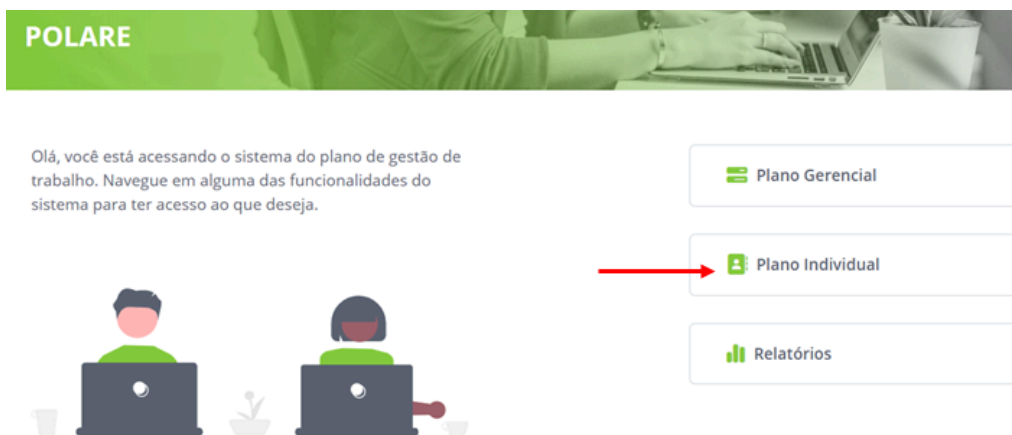 POLARE
Olá, você está acessando o sistema do plano de gestão de
trabalho. Navegue em alguma das funcionalidades do
sistema para ter acesso ao que deseja.
Plano Gerencial
Plano Individual
Relatórios